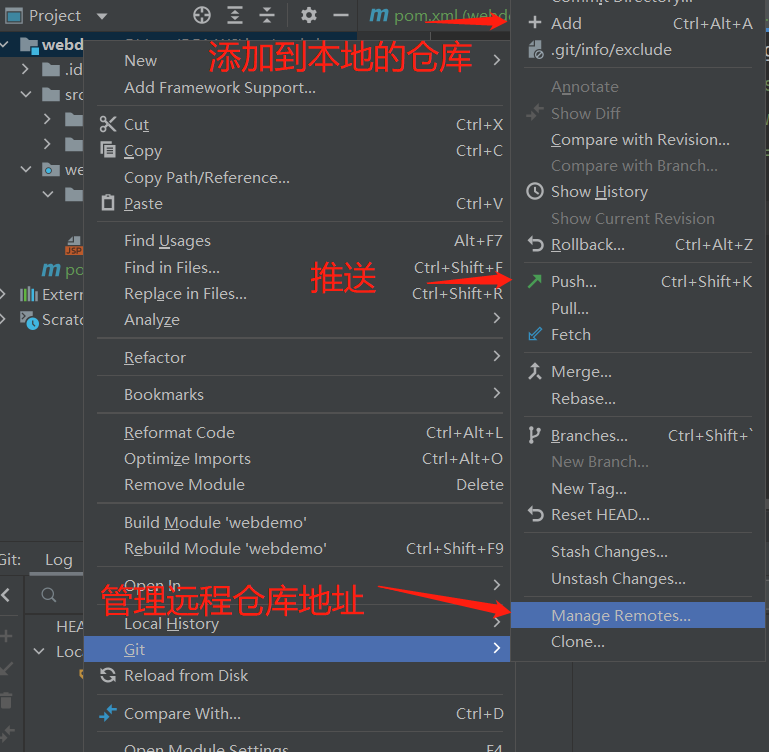 Project
pom.xml (webde
webd
.id
src
we
JSP
po
Extern
Scratc
Git:
Log
HEA
Loc
添加到本地的仓库
推送
管理远程仓库地址
New
Add Framework Support...
Cut Ctrl+X
Copy Ctrl+C
Copy Path/Reference...
Paste Ctrl+V
Find Usages Alt+F7
Find in Files... Ctrl+Shift+F
Replace in Files... Ctrl+Shift+R
Analyze
Refactor
Bookmarks
Reformat Code Ctrl+Alt+L
Optimize Imports Ctrl+Alt+O
Remove Module Delete
Build Module 'webdemo'
Rebuild Module 'webdemo' Ctrl+Shift+F9
Open In
Local History
Git
Reload from Disk
Compare With... Ctrl+D
Open Module Settings F4
Commit Directory...
Add Ctrl+Alt+A
.git/info/exclude
Annotate
Show Diff
Compare with Revision...
Compare with Branch...
Show History
Show Current Revision
Rollback... Ctrl+Alt+Z
Push... Ctrl+Shift+K
Pull...
Fetch
Merge...
Rebase...
Branches... Ctrl+Shift+`
New Branch...
New Tag...
Reset HEAD...
Stash Changes...
Unstash Changes...
Manage Remotes...
Clone...